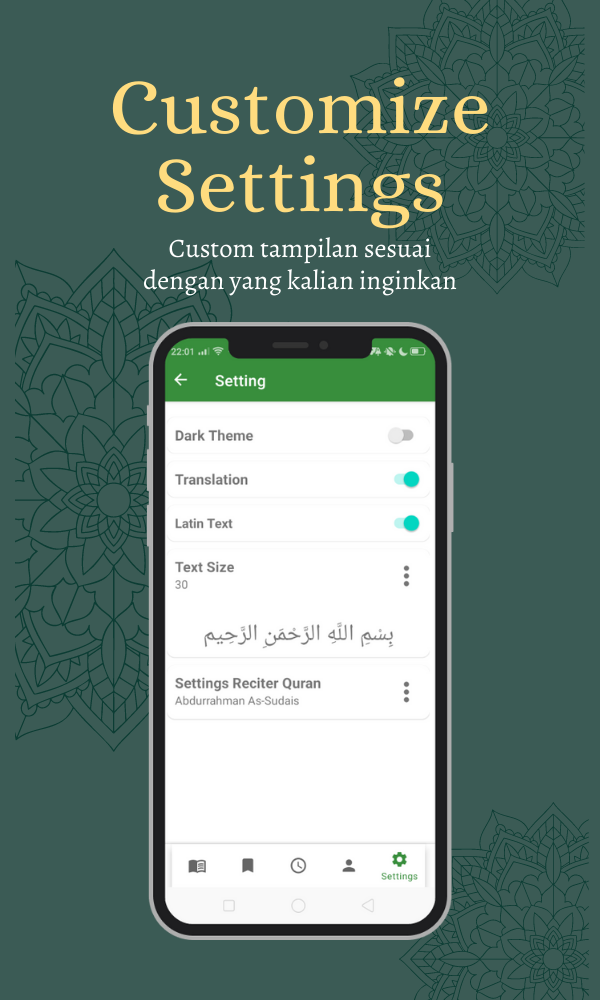 Customize
Settings
Custom tampilan sesuai
dengan yang kalian inginkan
22:01
Setting
Dark Theme
Translation
Latin Text
Text Size
30
بِسْمِ اللَّهِ الرَّحْمَنِ الرَّحِيم
Settings Reciter Quran
Abdurrahman As-Sudais
Settings